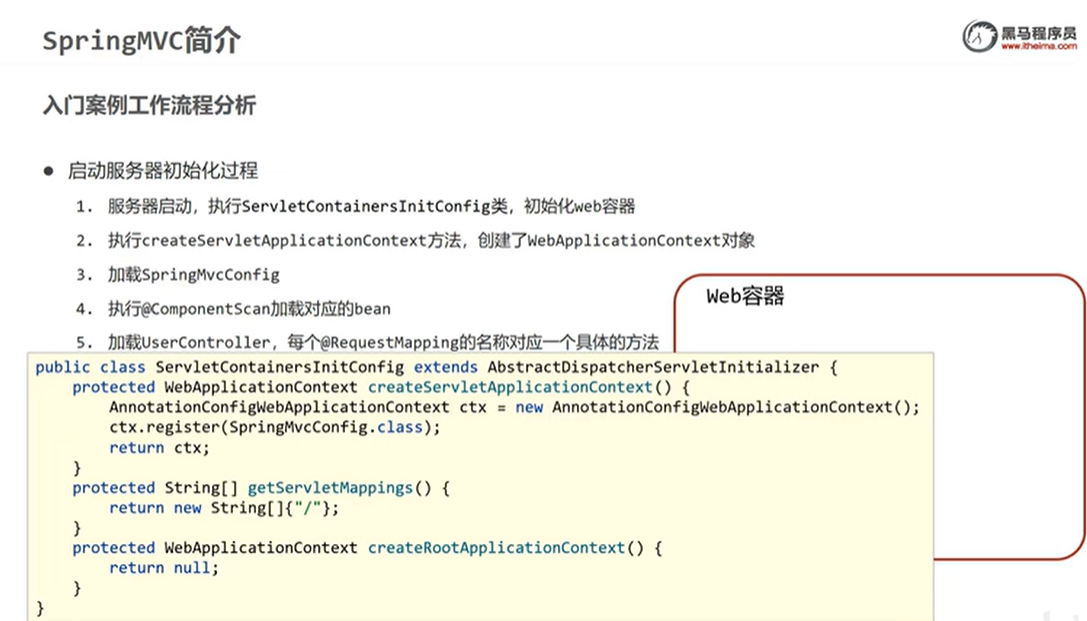 SpringMVC简介
黑马程序员
www.itheima.com
入门案例工作流程分析
● 启动服务器初始化过程
1. 服务器启动，执行ServletContainersInitConfig类，初始化web容器
2. 执行createServletApplicationContext方法，创建了WebApplicationContext对象
3. 加载SpringMvcConfig
4. 执行@ComponentScan加载对应的bean
5. 加载UserController，每个@RequestMapping的名称对应一个具体的方法
Web容器
public class ServletContainersInitConfig extends AbstractDispatcherServletInitializer {
    protected WebApplicationContext createServletApplicationContext() {
        AnnotationConfigWebApplicationContext ctx = new AnnotationConfigWebApplicationContext();
        ctx.register(SpringMvcConfig.class);
        return ctx;
    }
    protected String[] getServletMappings() {
        return new String[]{"/"};
    }
    protected WebApplicationContext createRootApplicationContext() {
        return null;
    }
}